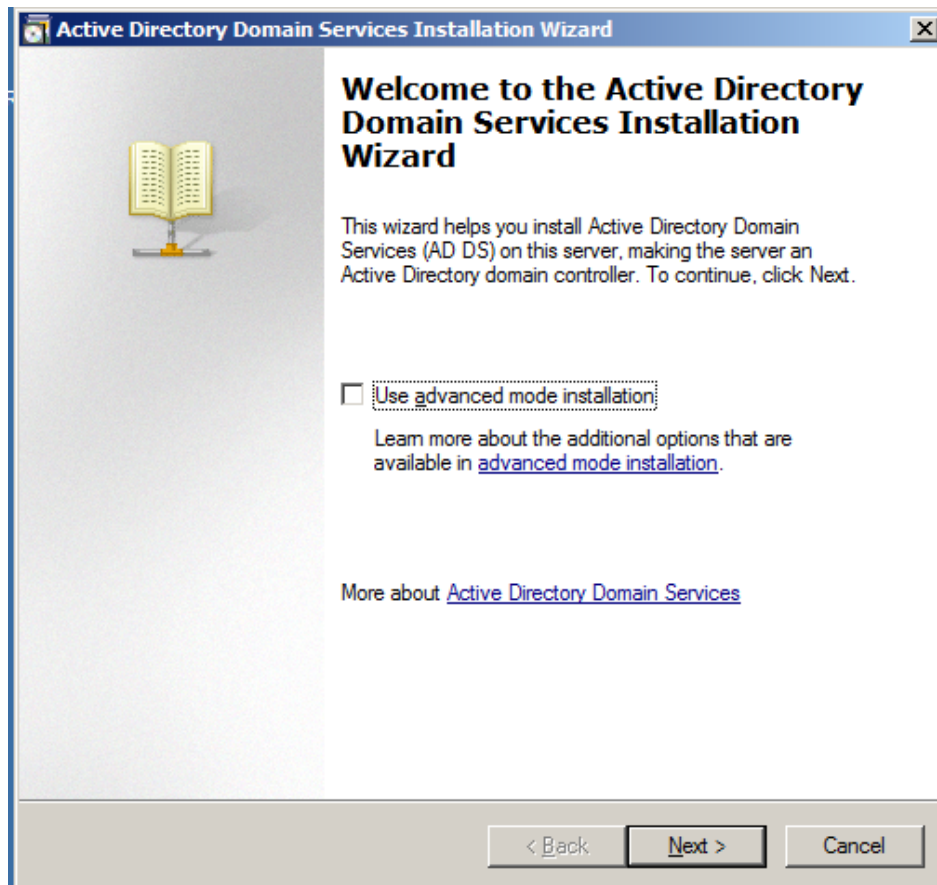 Active Directory Domain Services Installation Wizard
Welcome to the Active Directory
Domain Services Installation
Wizard
This wizard helps you install Active Directory Domain
Services (AD DS) on this server, making the server an
Active Directory domain controller. To continue, click Next.
Use advanced mode installation
Learn more about the additional options that are
available in advanced mode installation.
More about Active Directory Domain Services
< Back
Next >
Cancel